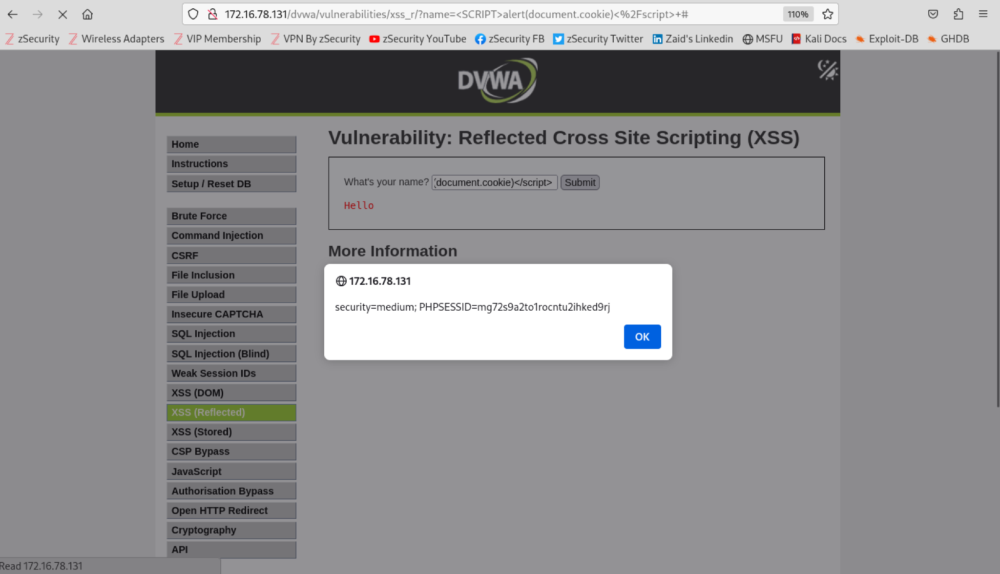 172.16.78.131/dvwa/vulnerabilities/xss_r/?name=<SCRIPT>alert(document.cookie)<%2Fscript>+# 110%
zSecurity Wireless Adapters VIP Membership VPN By zSecurity zSecurity YouTube zSecurity FB zSecurity Twitter Zaid's Linkedin MSFU Kali Docs Exploit-DB GHDB
DVWA
Home
Instructions
Setup / Reset DB
Brute Force
Command Injection
CSRF
File Inclusion
File Upload
Insecure CAPTCHA
SQL Injection
SQL Injection (Blind)
Weak Session IDs
XSS (DOM)
XSS (Reflected)
XSS (Stored)
CSP Bypass
JavaScript
Authorisation Bypass
Open HTTP Redirect
Cryptography
API
Vulnerability: Reflected Cross Site Scripting (XSS)
What's your name? (document.cookie)</script> Submit
Hello
More Information
172.16.78.131
security=medium; PHPSESSID=mg72s9a2to1rocntu2ihked9rj
OK
Read 172.16.78.131